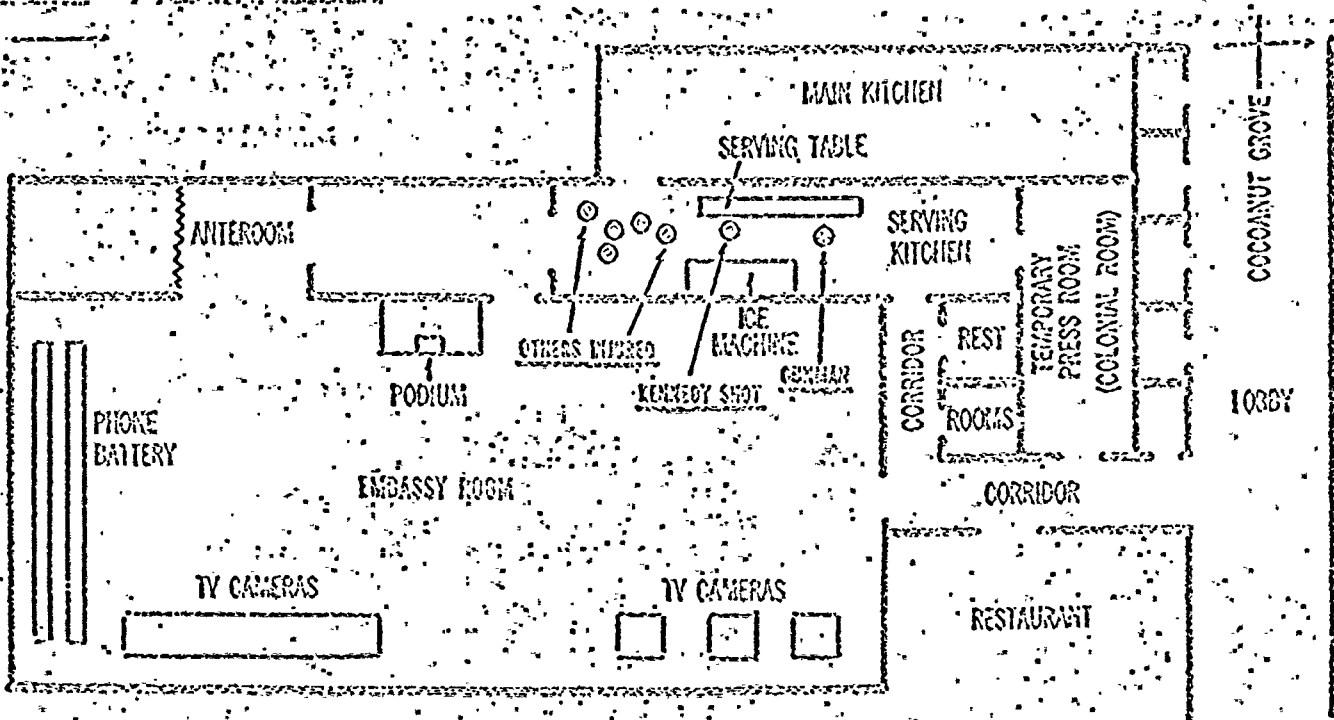 MAIN KITCHEN
SERVING TABLE
COCOANUT GROVE
ANTEROOM
SERVING
KITCHEN
TEMPORARY
PRESS ROOM
(COLONIAL ROOM)
OTHERS INJURED
ICE
MACHINE
CORRIDOR
REST
ROOMS
PODIUM
KENNEDY SHOT
GUNMAN
LOBBY
PHONE
BATTERY
EMBASSY ROOM
CORRIDOR
TV CAMERAS
TV CAMERAS
RESTAURANT